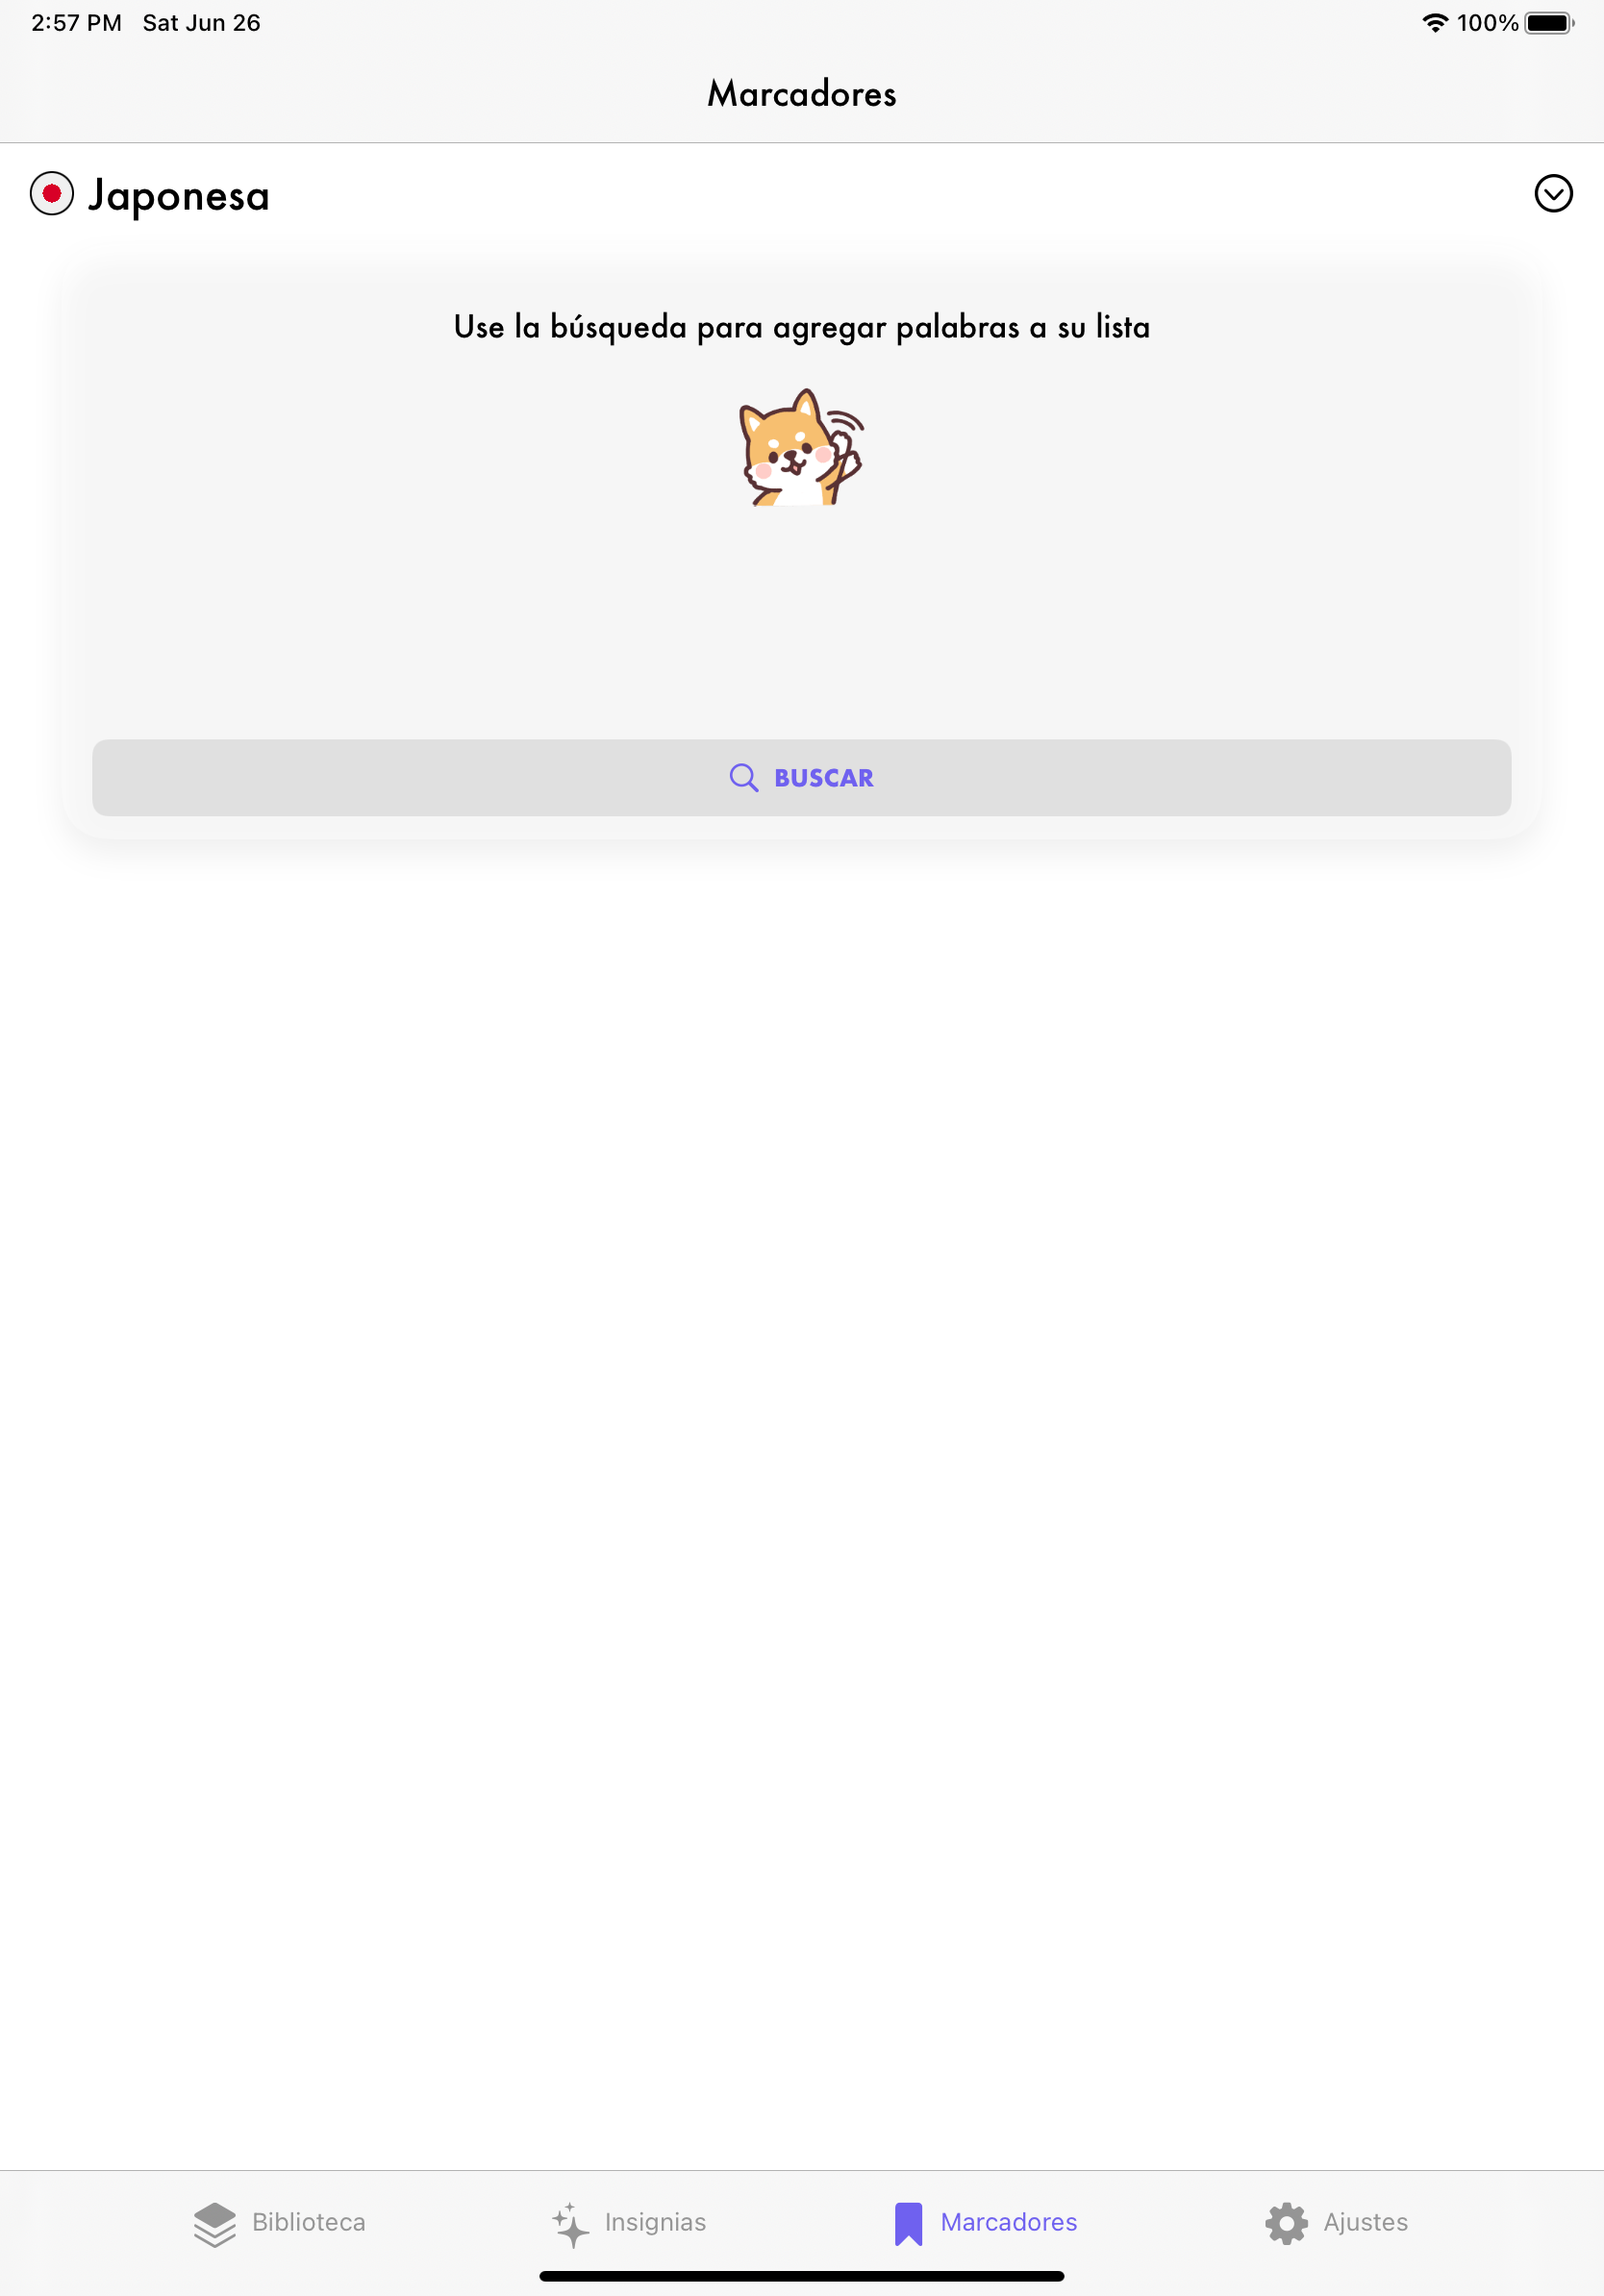 2:57 PM Sat Jun 26 100%
Marcadores
Japonesa
Use la búsqueda para agregar palabras a su lista
BUSCAR
Biblioteca Insignias Marcadores Ajustes